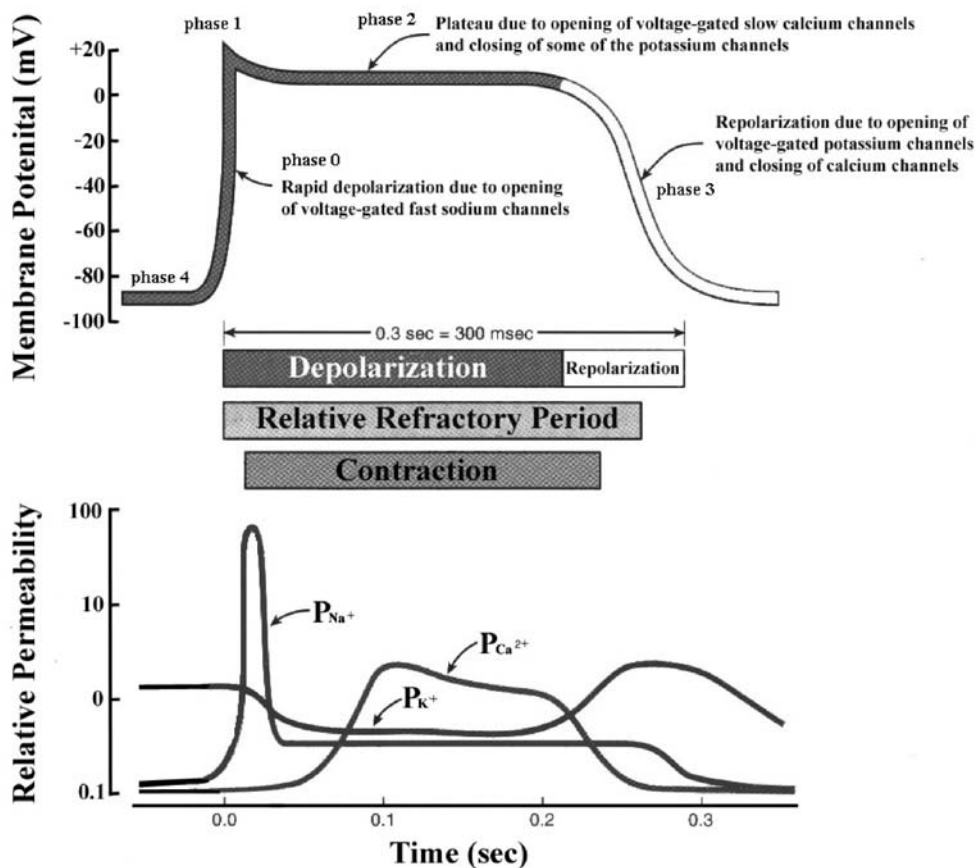 phase 1
phase 2
Plateau due to opening of voltage-gated slow calcium channels
and closing of some of the potassium channels
Membrane Potenital (mV)
+20
0
-20
-40
-60
-80
-100
phase 0
Rapid depolarization due to opening
of voltage-gated fast sodium channels
Repolarization due to opening of
voltage-gated potassium channels
and closing of calcium channels
phase 3
phase 4
0.3 sec = 300 msec
Depolarization
Repolarization
Relative Refractory Period
Contraction
Relative Permeability
100
10
0
0.1
PNa+
PCa2+
PK+
0.0
0.1
0.2
0.3
Time (sec)